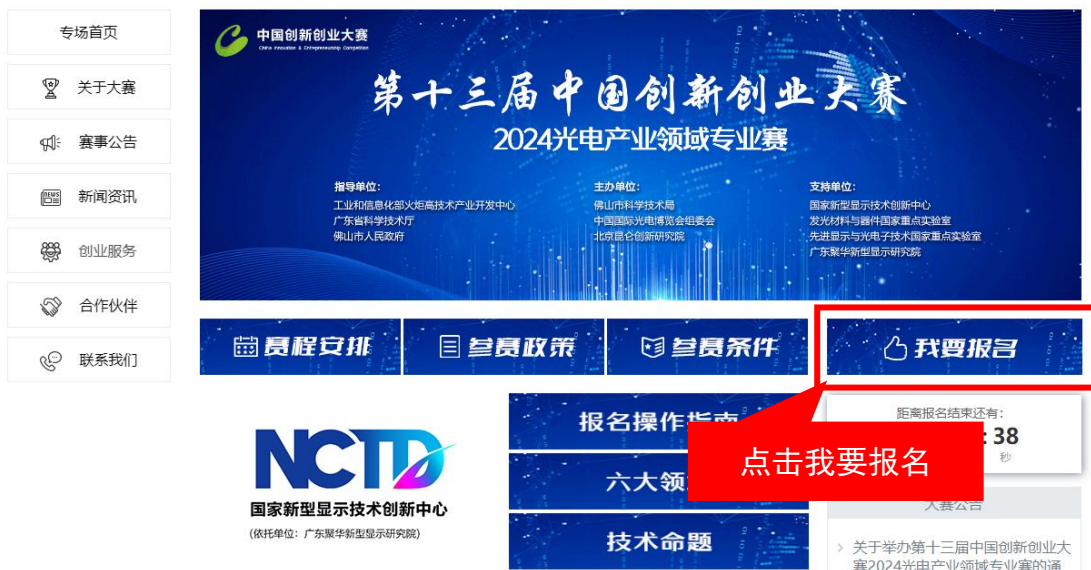 专场首页
关于大赛
赛事公告
新闻资讯
创业服务
合作伙伴
联系我们
中国创新创业大赛
China Innovation & Entrepreneurship Competition
第十三届中国创新创业大赛
2024光电产业领域专业赛
指导单位：
工业和信息化部火炬高技术产业开发中心
广东省科学技术厅
佛山市人民政府
主办单位：
佛山市科学技术局
中国国际光电博览会组委会
北京昆仑创新研究院
支持单位：
国家新型显示技术创新中心
发光材料与器件国家重点实验室
先进显示与光电子技术国家重点实验室
广东聚华新型显示研究院
赛程安排
参赛政策
参赛条件
我要报名
NCTD
国家新型显示技术创新中心
(依托单位：广东聚华新型显示研究院)
报名操作指南
六大领
技术命题
点击我要报名
距离报名结束还有：
: 38
秒
大赛公告
关于举办第十三届中国创新创业大
赛2024光电产业领域专业赛的通